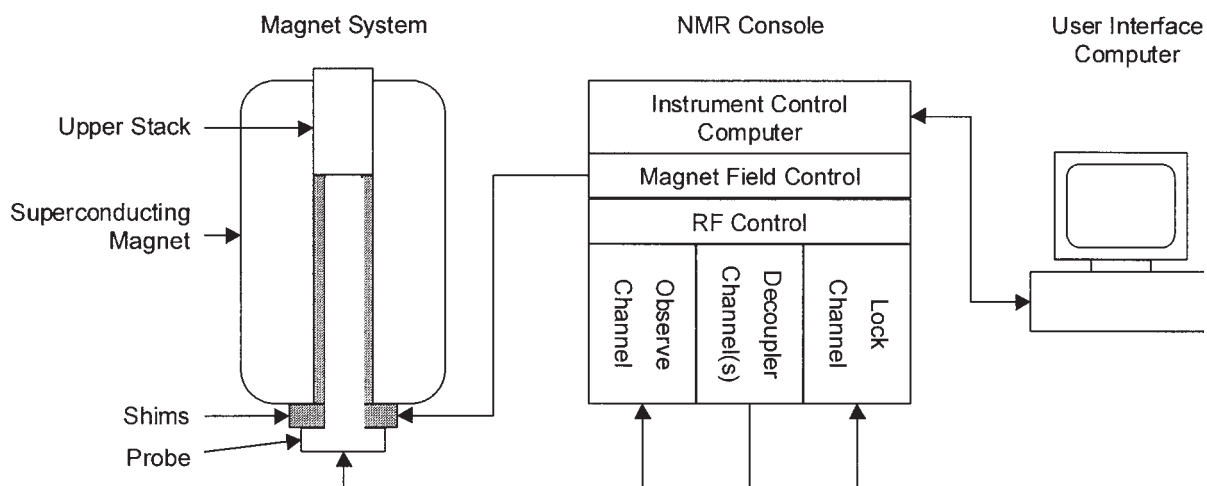 Magnet System
NMR Console
User Interface
Computer
Upper Stack
Superconducting
Magnet
Shims
Probe
Instrument Control
Computer
Magnet Field Control
RF Control
Observe
Channel
Decoupler
Channel(s)
Lock
Channel